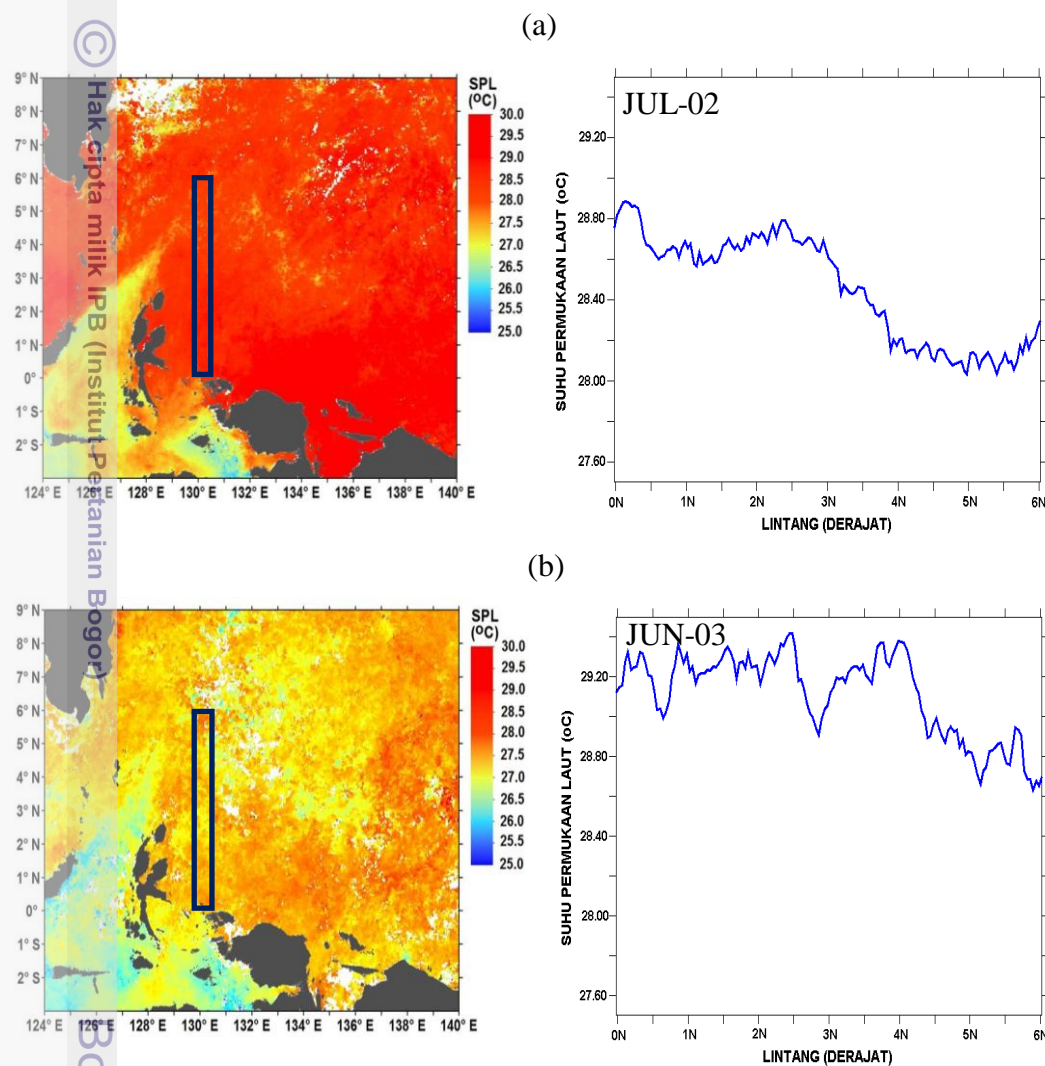 (a)
9° N
8° N
7° N
6° N
5° N
4° N
3° N
2° N
1° N
0°
1° S
2° S
124° E 126° E 128° E 130° E 132° E 134° E 136° E 138° E 140° E
SPL
(oC)
30.0
29.5
29.0
28.5
28.0
27.5
27.0
26.5
26.0
25.5
25.0
JUL-02
SUHU PERMUKAAN LAUT (oC)
29.20
28.80
28.40
28.00
27.60
0N 1N 2N 3N 4N 5N 6N
LINTANG (DERAJAT)
(b)
9° N
8° N
7° N
6° N
5° N
4° N
3° N
2° N
1° N
0°
1° S
2° S
124° E 126° E 128° E 130° E 132° E 134° E 136° E 138° E 140° E
SPL
(oC)
30.0
29.5
29.0
28.5
28.0
27.5
27.0
26.5
26.0
25.5
25.0
JUN-03
SUHU PERMUKAAN LAUT (oC)
29.20
28.80
28.40
28.00
27.60
0N 1N 2N 3N 4N 5N 6N
LINTANG (DERAJAT)
© Hak cipta milik IPB (Institut Pertanian Bogor)
Bo